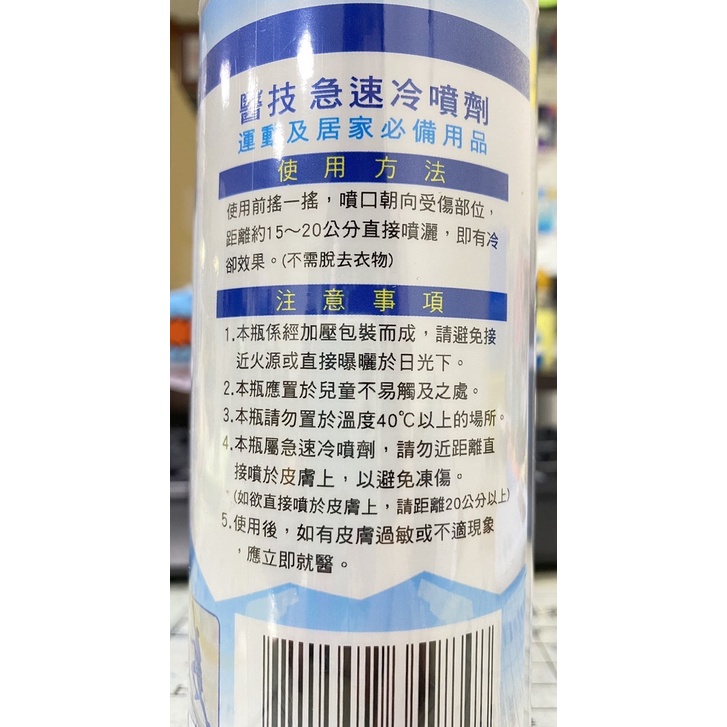 醫技 急速冷噴劑
運動及居家必備用品
使用方法
使用前搖一搖，噴口朝向受傷部位，
距離約15～20公分直接噴灑，即有冷
卻效果。(不需脫去衣物)
注意事項
1.本瓶係經加壓包裝而成，請避免接
近火源或直接曝曬於日光下。
2.本瓶應置於兒童不易觸及之處。
3.本瓶請勿置於溫度40℃以上的場所。
4.本瓶屬急速冷噴劑，請勿近距離直
接噴於皮膚上，以避免凍傷。
(如欲直接噴於皮膚上，請距離20公分以上)
5.使用後，如有皮膚過敏或不適現象
，應立即就醫。